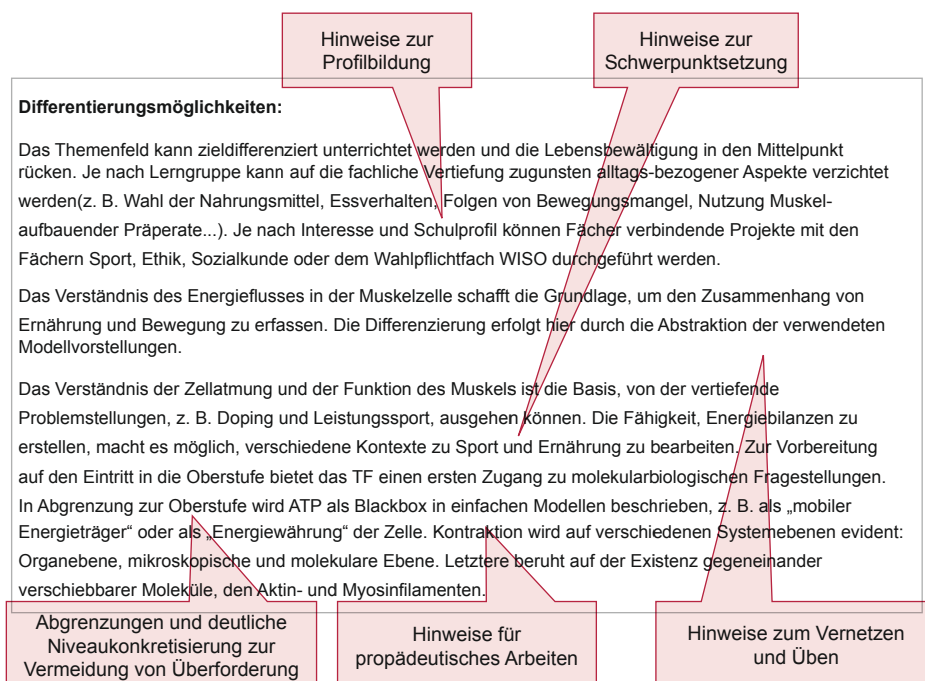 Hinweise zur
Profilbildung
Hinweise zur
Schwerpunktsetzung
Differentierungsmöglichkeiten:
Das Themenfeld kann zieldifferenziert unterrichtet werden und die Lebensbewältigung in den Mittelpunkt
rücken. Je nach Lerngruppe kann auf die fachliche Vertiefung zugunsten alltags-bezogener Aspekte verzichtet
werden(z. B. Wahl der Nahrungsmittel, Essverhalten, Folgen von Bewegungsmangel, Nutzung Muskel-
aufbauender Präperate...). Je nach Interesse und Schulprofil können Fächer verbindende Projekte mit den
Fächern Sport, Ethik, Sozialkunde oder dem Wahlpflichtfach WISO durchgeführt werden.
Das Verständnis des Energieflusses in der Muskelzelle schafft die Grundlage, um den Zusammenhang von
Ernährung und Bewegung zu erfassen. Die Differenzierung erfolgt hier durch die Abstraktion der verwendeten
Modellvorstellungen.
Das Verständnis der Zellatmung und der Funktion des Muskels ist die Basis, von der vertiefende
Problemstellungen, z. B. Doping und Leistungssport, ausgehen können. Die Fähigkeit, Energiebilanzen zu
erstellen, macht es möglich, verschiedene Kontexte zu Sport und Ernährung zu bearbeiten. Zur Vorbereitung
auf den Eintritt in die Oberstufe bietet das TF einen ersten Zugang zu molekularbiologischen Fragestellungen.
In Abgrenzung zur Oberstufe wird ATP als Blackbox in einfachen Modellen beschrieben, z. B. als „mobiler
Energieträger“ oder als „Energiewährung“ der Zelle. Kontraktion wird auf verschiedenen Systemebenen evident:
Organebene, mikroskopische und molekulare Ebene. Letztere beruht auf der Existenz gegeneinander
verschiebbarer Moleküle, den Aktin- und Myosinfilamenten.
Abgrenzungen und deutliche
Niveaukonkretisierung zur
Vermeidung von Überforderung
Hinweise für
propädeutisches Arbeiten
Hinweise zum Vernetzen
und Üben